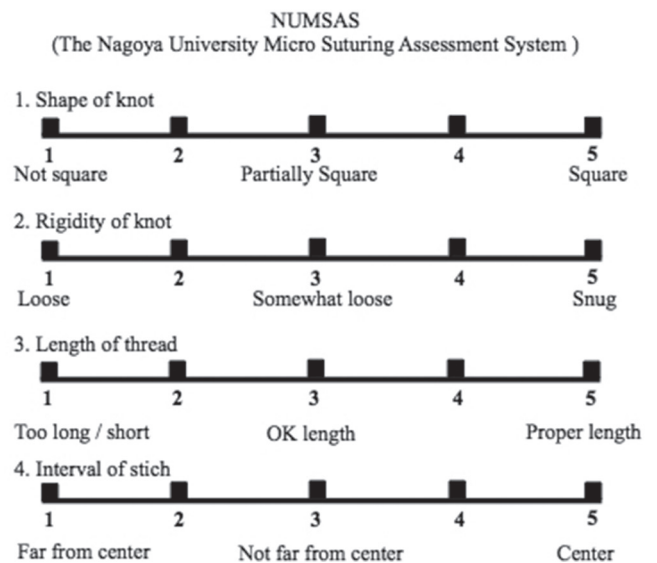 NUMSAS
(The Nagoya University Micro Suturing Assessment System )
1. Shape of knot
1 2 3 4 5
Not square Partially Square Square
2. Rigidity of knot
1 2 3 4 5
Loose Somewhat loose Snug
3. Length of thread
1 2 3 4 5
Too long / short OK length Proper length
4. Interval of stich
1 2 3 4 5
Far from center Not far from center Center